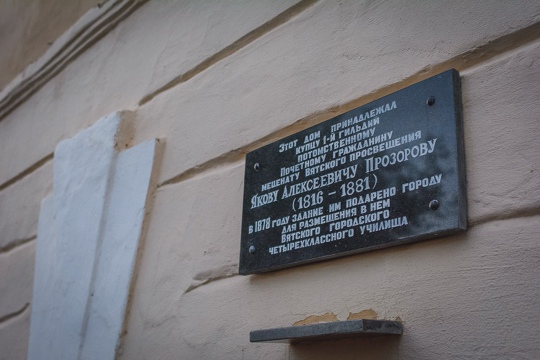 Этот дом принадлежал
купцу 1-й гильдии
потомственному
Почетному гражданину
меценату Вятского просвещения
Якову Алексеевичу Прозорову
(1816 - 1881)
в 1878 году здание им подарено городу
для размещения в нем
Вятского городского
четырехклассного училища